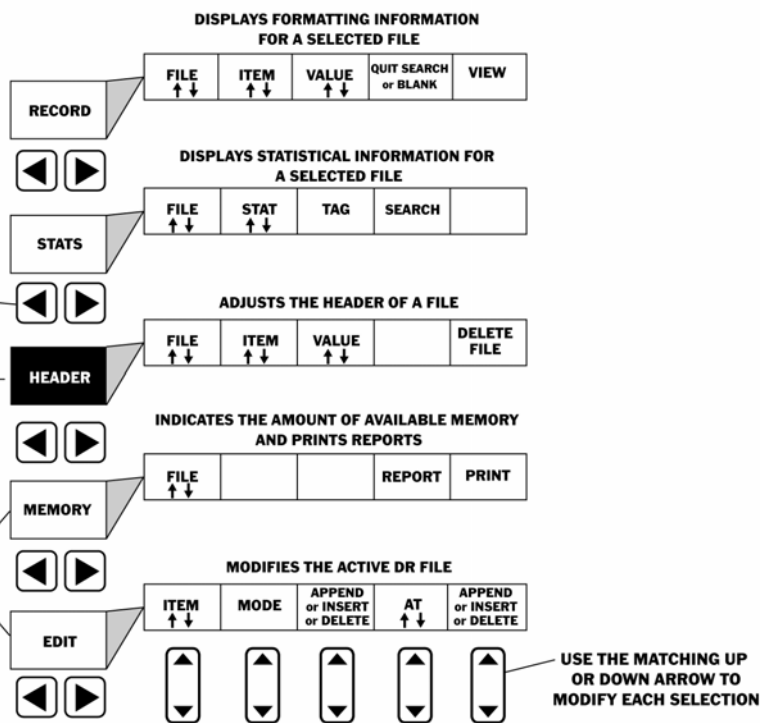 DISPLAYS FORMATTING INFORMATION
FOR A SELECTED FILE
RECORD
FILE
ITEM
VALUE
QUIT SEARCH
or BLANK
VIEW
DISPLAYS STATISTICAL INFORMATION FOR
A SELECTED FILE
STATS
FILE
STAT
TAG
SEARCH
ADJUSTS THE HEADER OF A FILE
HEADER
FILE
ITEM
VALUE
DELETE
FILE
INDICATES THE AMOUNT OF AVAILABLE MEMORY
AND PRINTS REPORTS
MEMORY
FILE
REPORT
PRINT
MODIFIES THE ACTIVE DR FILE
EDIT
ITEM
MODE
APPEND
or INSERT
or DELETE
AT
APPEND
or INSERT
or DELETE
USE THE MATCHING UP
OR DOWN ARROW TO
MODIFY EACH SELECTION